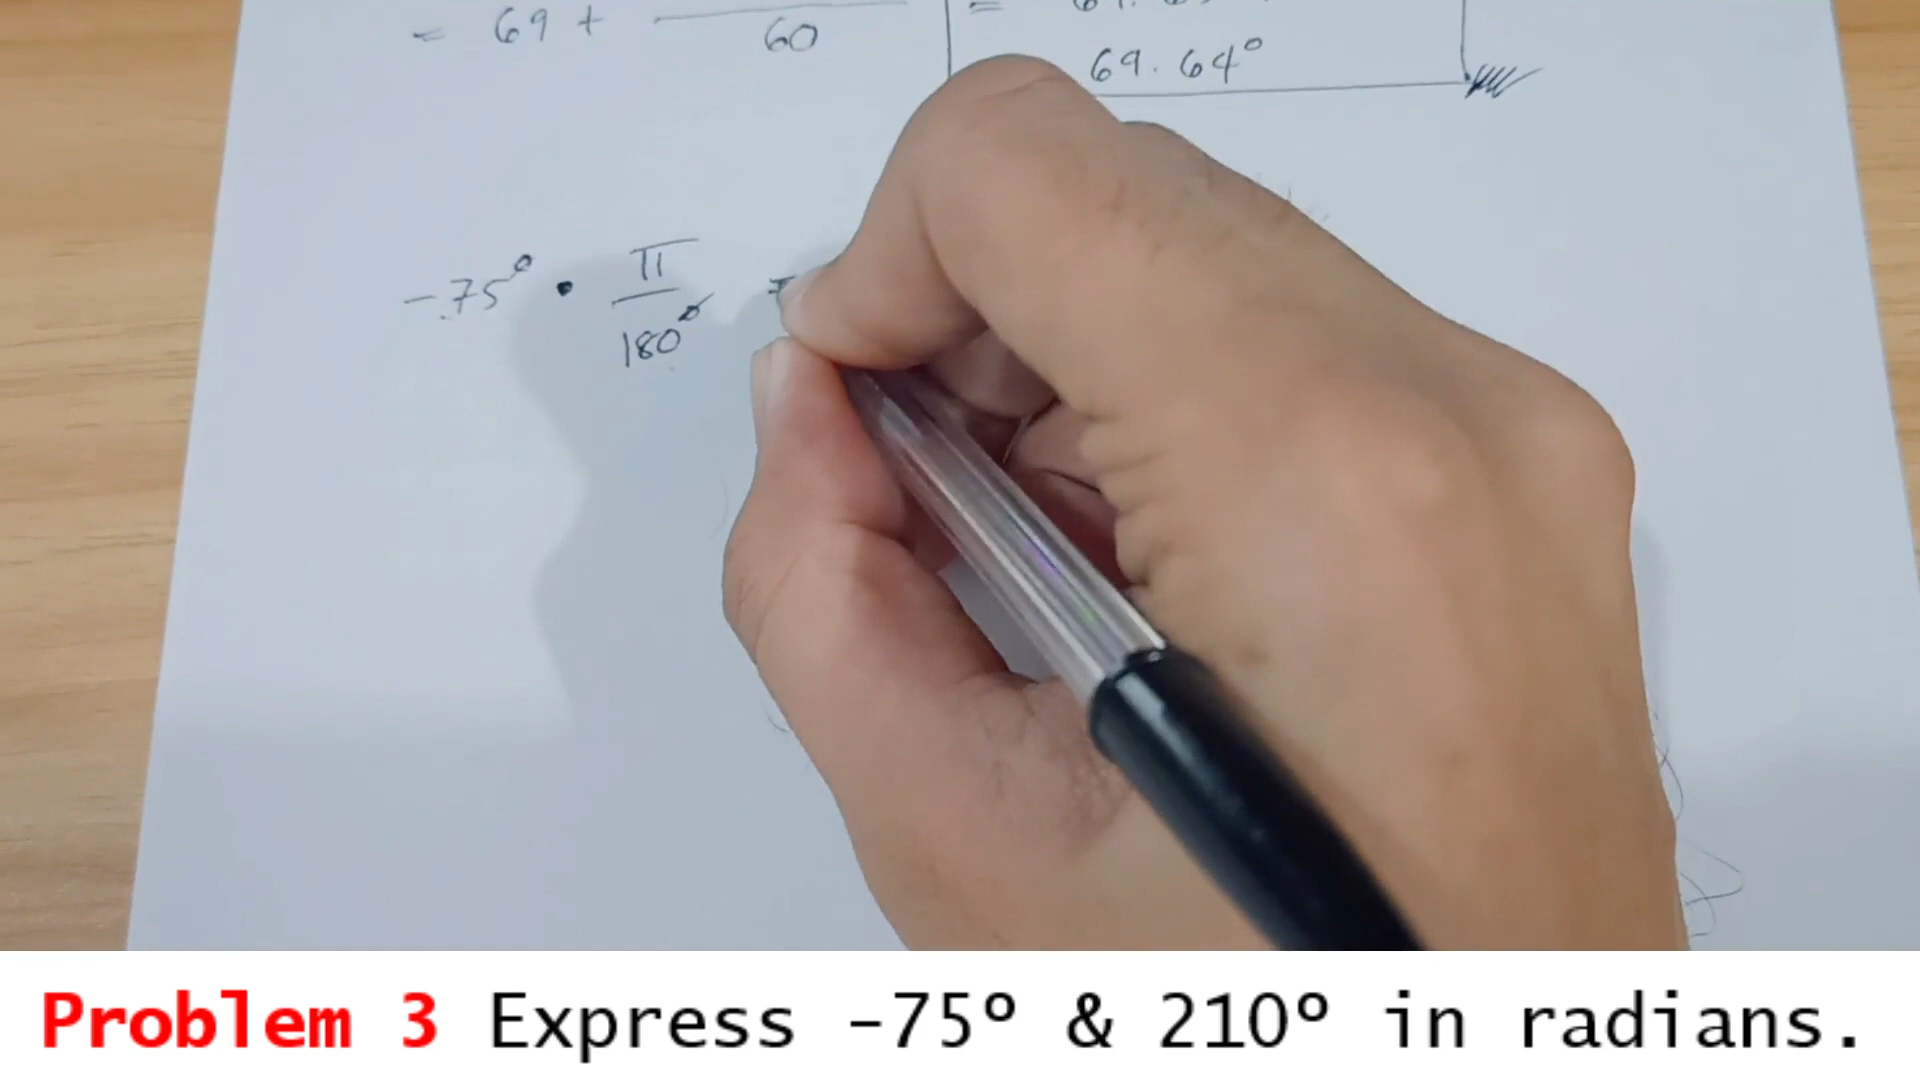 = 69 +
60
=
69.64°
-75° • π =
180°
Problem 3 Express -75° & 210° in radians.